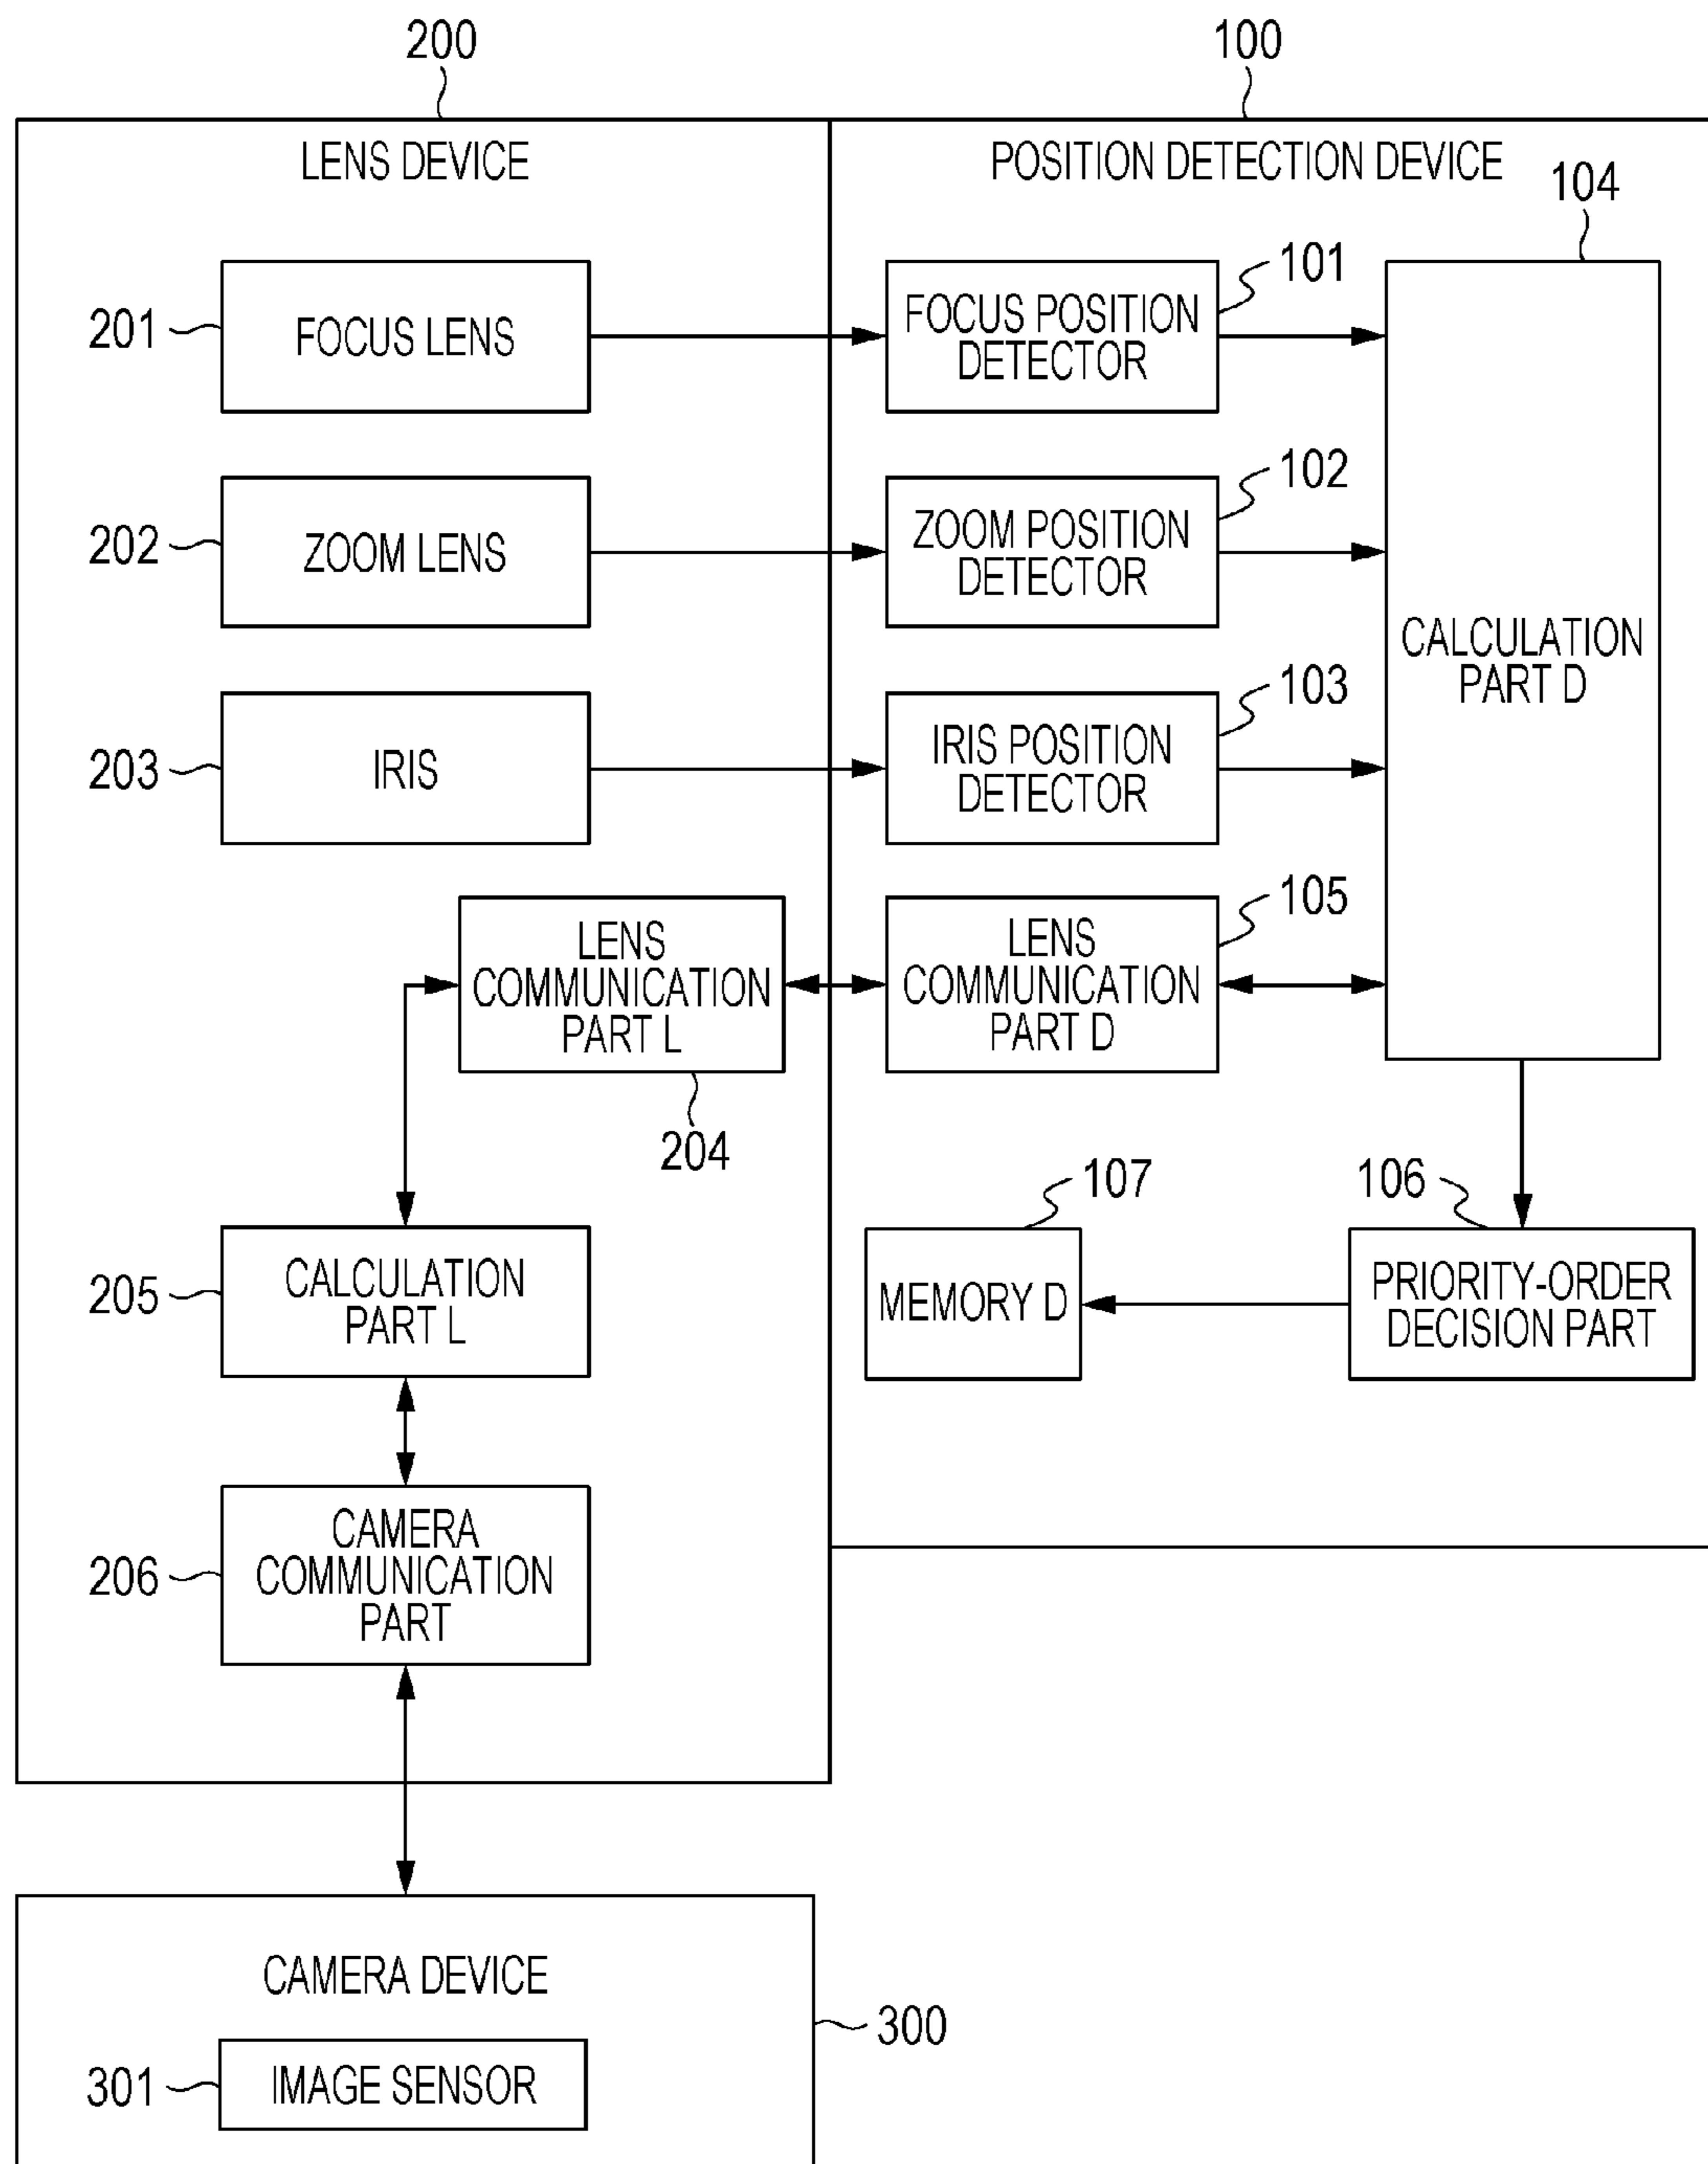 200
100
LENS DEVICE
POSITION DETECTION DEVICE
104
201
FOCUS LENS
FOCUS POSITION
DETECTOR
101
202
ZOOM LENS
ZOOM POSITION
DETECTOR
102
CALCULATION
PART D
203
IRIS
IRIS POSITION
DETECTOR
103
LENS
COMMUNICATION
PART L
204
LENS
COMMUNICATION
PART D
105
205
CALCULATION
PART L
107
MEMORY D
106
PRIORITY-ORDER
DECISION PART
206
CAMERA
COMMUNICATION
PART
CAMERA DEVICE
300
301
IMAGE SENSOR